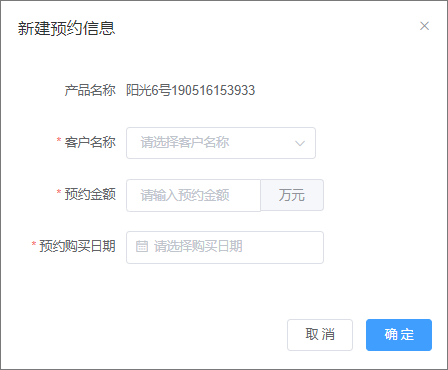 新建预约信息
产品名称 阳光6号190516153933
* 客户名称 请选择客户名称
* 预约金额 请输入预约金额 万元
* 预约购买日期 请选择购买日期
取消 确定